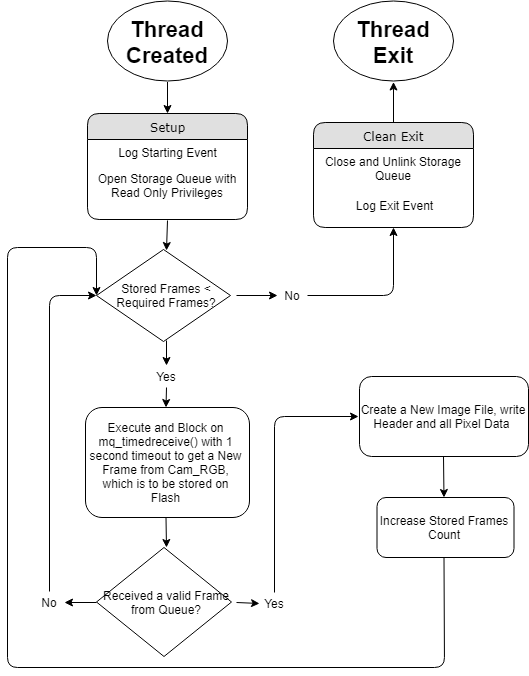 Thread
Created
Thread
Exit
Setup
Log Starting Event
Open Storage Queue with
Read Only Privileges
Clean Exit
Close and Unlink Storage
Queue
Log Exit Event
Stored Frames <
Required Frames?
No
Yes
Execute and Block on
mq_timedreceive() with 1
second timeout to get a New
Frame from Cam_RGB,
which is to be stored on
Flash
Create a New Image File, write
Header and all Pixel Data
Increase Stored Frames
Count
Received a valid Frame
from Queue?
No
Yes